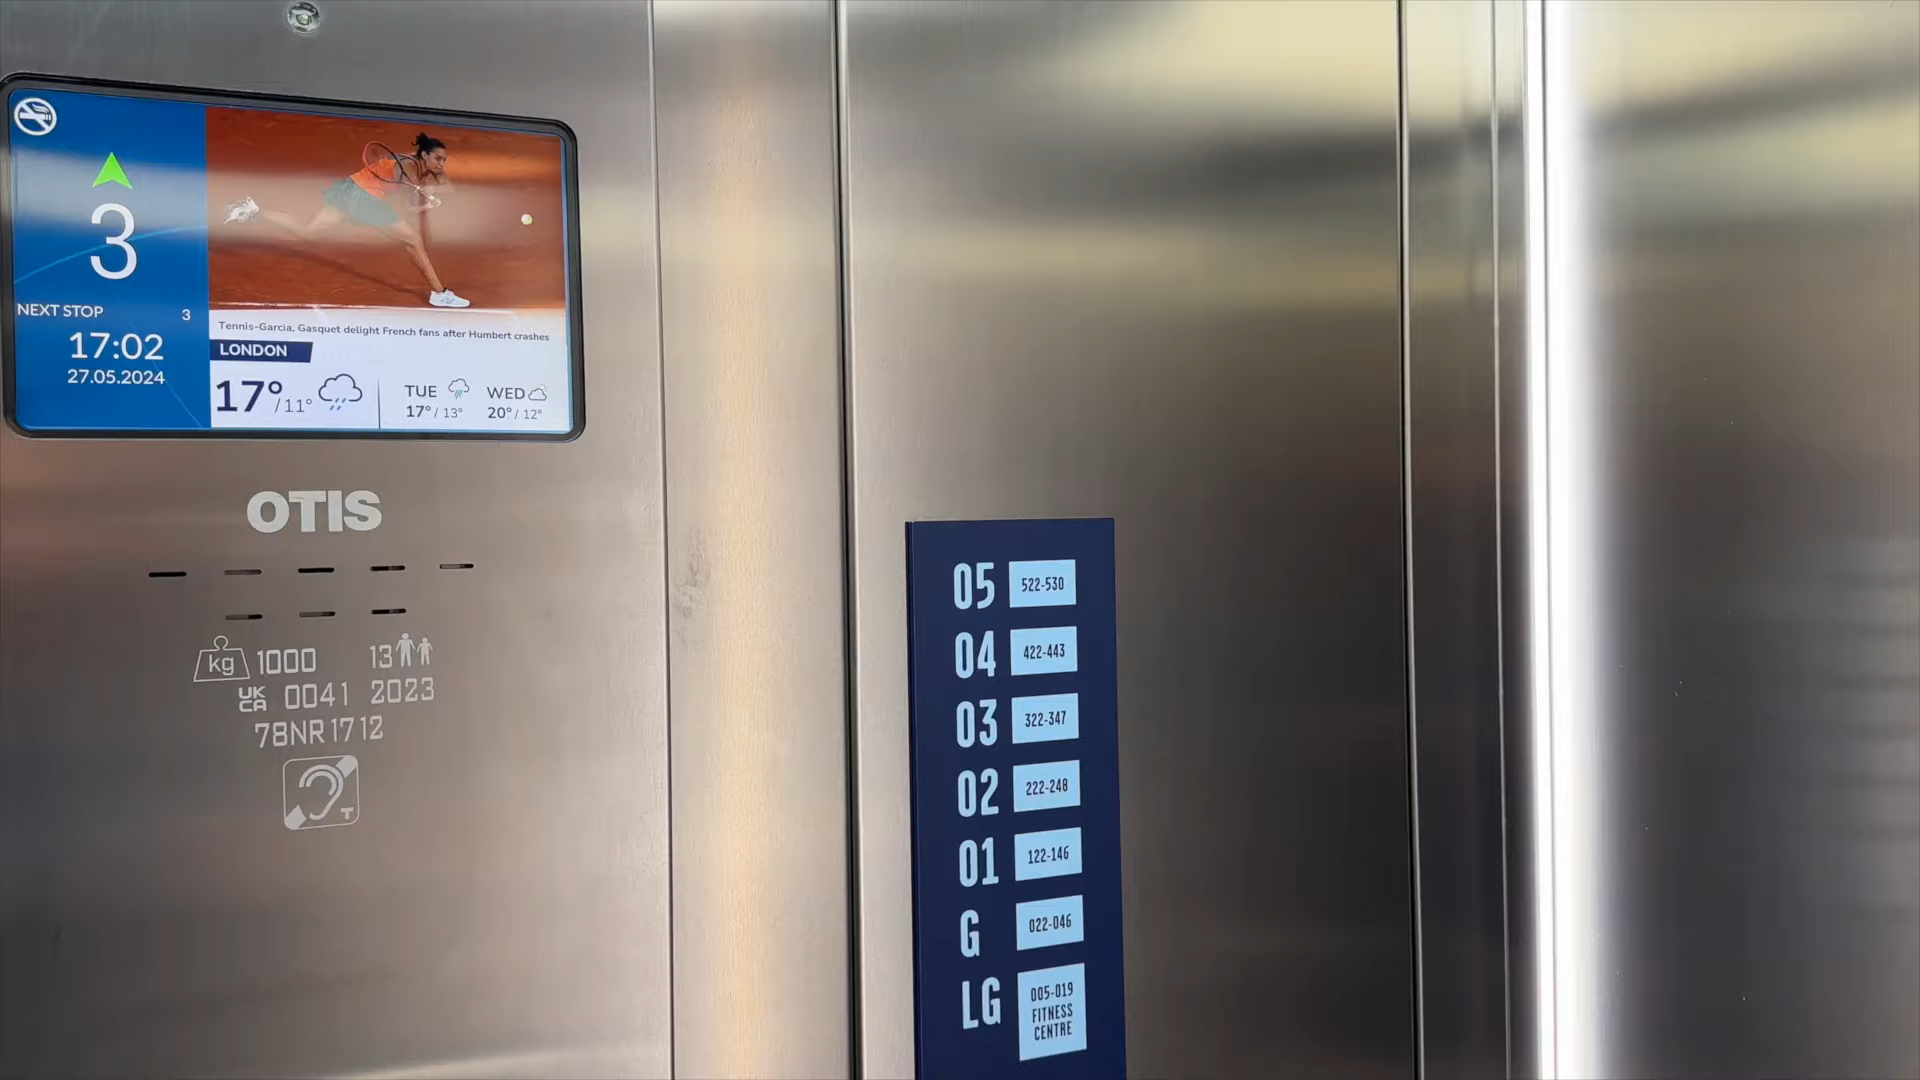 3
NEXT STOP 3
17:02
27.05.2024
Tennis-Garcia, Gasquet delight French fans after Humbert crashes
LONDON
17°/11°
TUE
17°/ 13°
WED
20°/ 12°
OTIS
kg 1000 13
UK
CA 0041 2023
78NR1712
T
05 522-530
04 422-443
03 322-347
02 222-248
01 122-146
G 022-046
LG 005-019
FITNESS
CENTRE